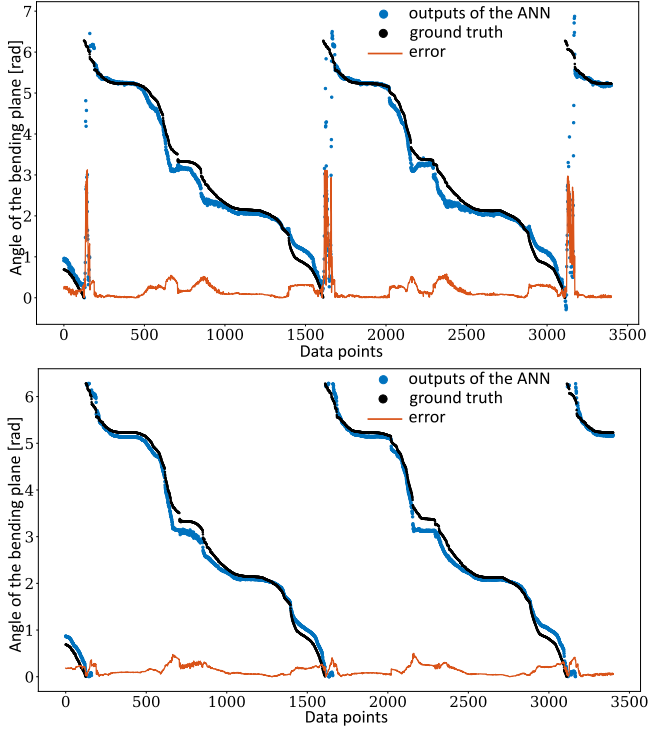 7
6
5
4
3
2
1
0
Angle of the bending plane [rad]
outputs of the ANN
ground truth
error
0 500 1000 1500 2000 2500 3000 3500
Data points
6
5
4
3
2
1
0
Angle of the bending plane [rad]
outputs of the ANN
ground truth
error
0 500 1000 1500 2000 2500 3000 3500
Data points